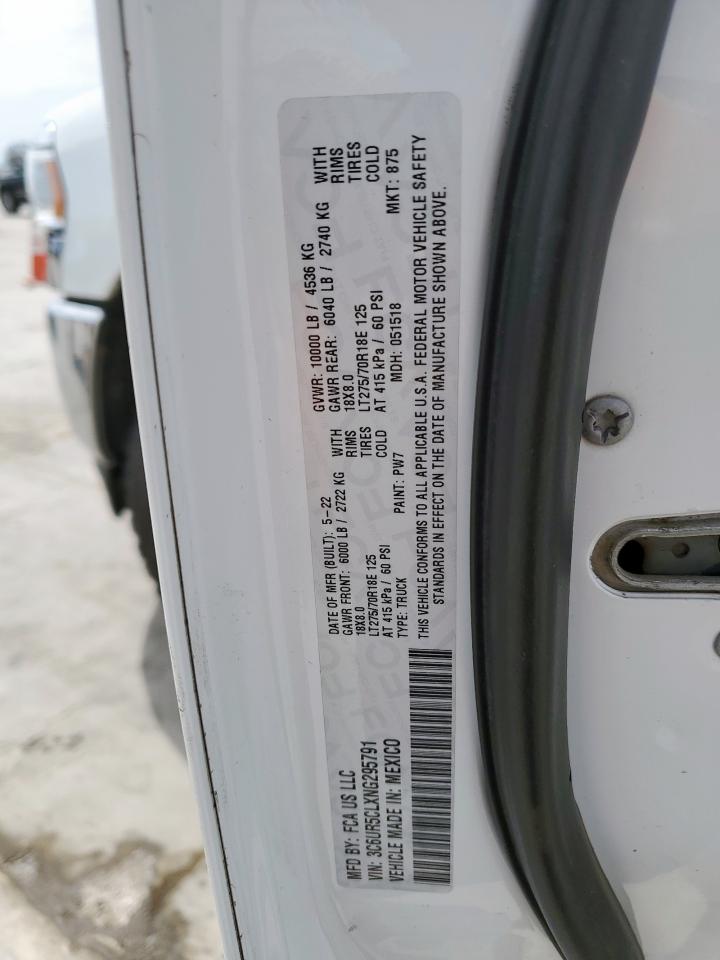 MFD BY: FCA US LLC
VIN: 3C6UR5CLXNG295791
VEHICLE MADE IN: MEXICO
DATE OF MFR (BUILT): 5-22
GVWR: 10000 LB / 4536 KG
GAWR FRONT: 6000 LB / 2722 KG WITH
GAWR REAR: 6040 LB / 2740 KG WITH
18X8.0 RIMS
18X8.0 RIMS
LT275/70R18E 125 TIRES
LT275/70R18E 125 TIRES
AT 415 kPa / 60 PSI COLD
AT 415 kPa / 60 PSI COLD
TYPE: TRUCK PAINT: PW7 MDH: 051518 MKT: 875
THIS VEHICLE CONFORMS TO ALL APPLICABLE U.S.A. FEDERAL MOTOR VEHICLE SAFETY
STANDARDS IN EFFECT ON THE DATE OF MANUFACTURE SHOWN ABOVE.